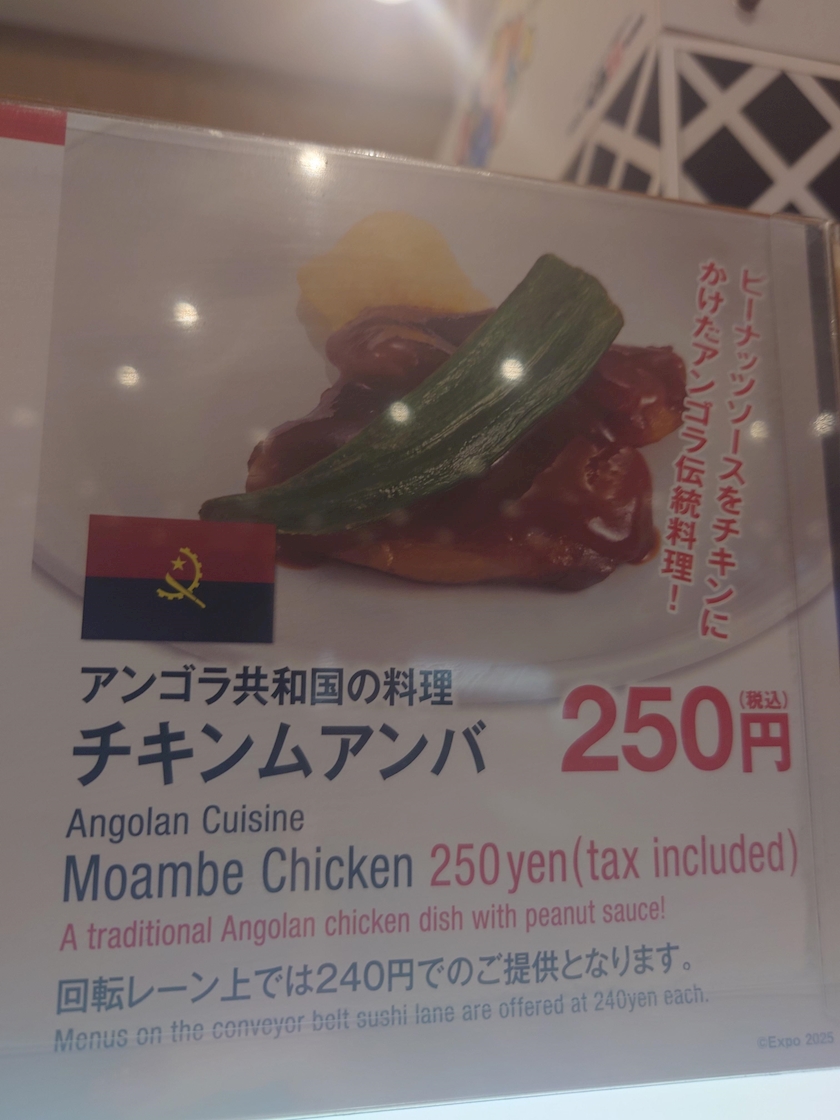 ピーナッツソースをチキンに
かけたアンゴラ伝統料理！
アンゴラ共和国の料理
チキンムアンバ
250円(税込)
Angolan Cuisine
Moambe Chicken 250yen(tax included)
A traditional Angolan chicken dish with peanut sauce!
回転レーン上では240円でのご提供となります。
Menus on the conveyor belt sushi lane are offered at 240yen each.
©Expo 2025